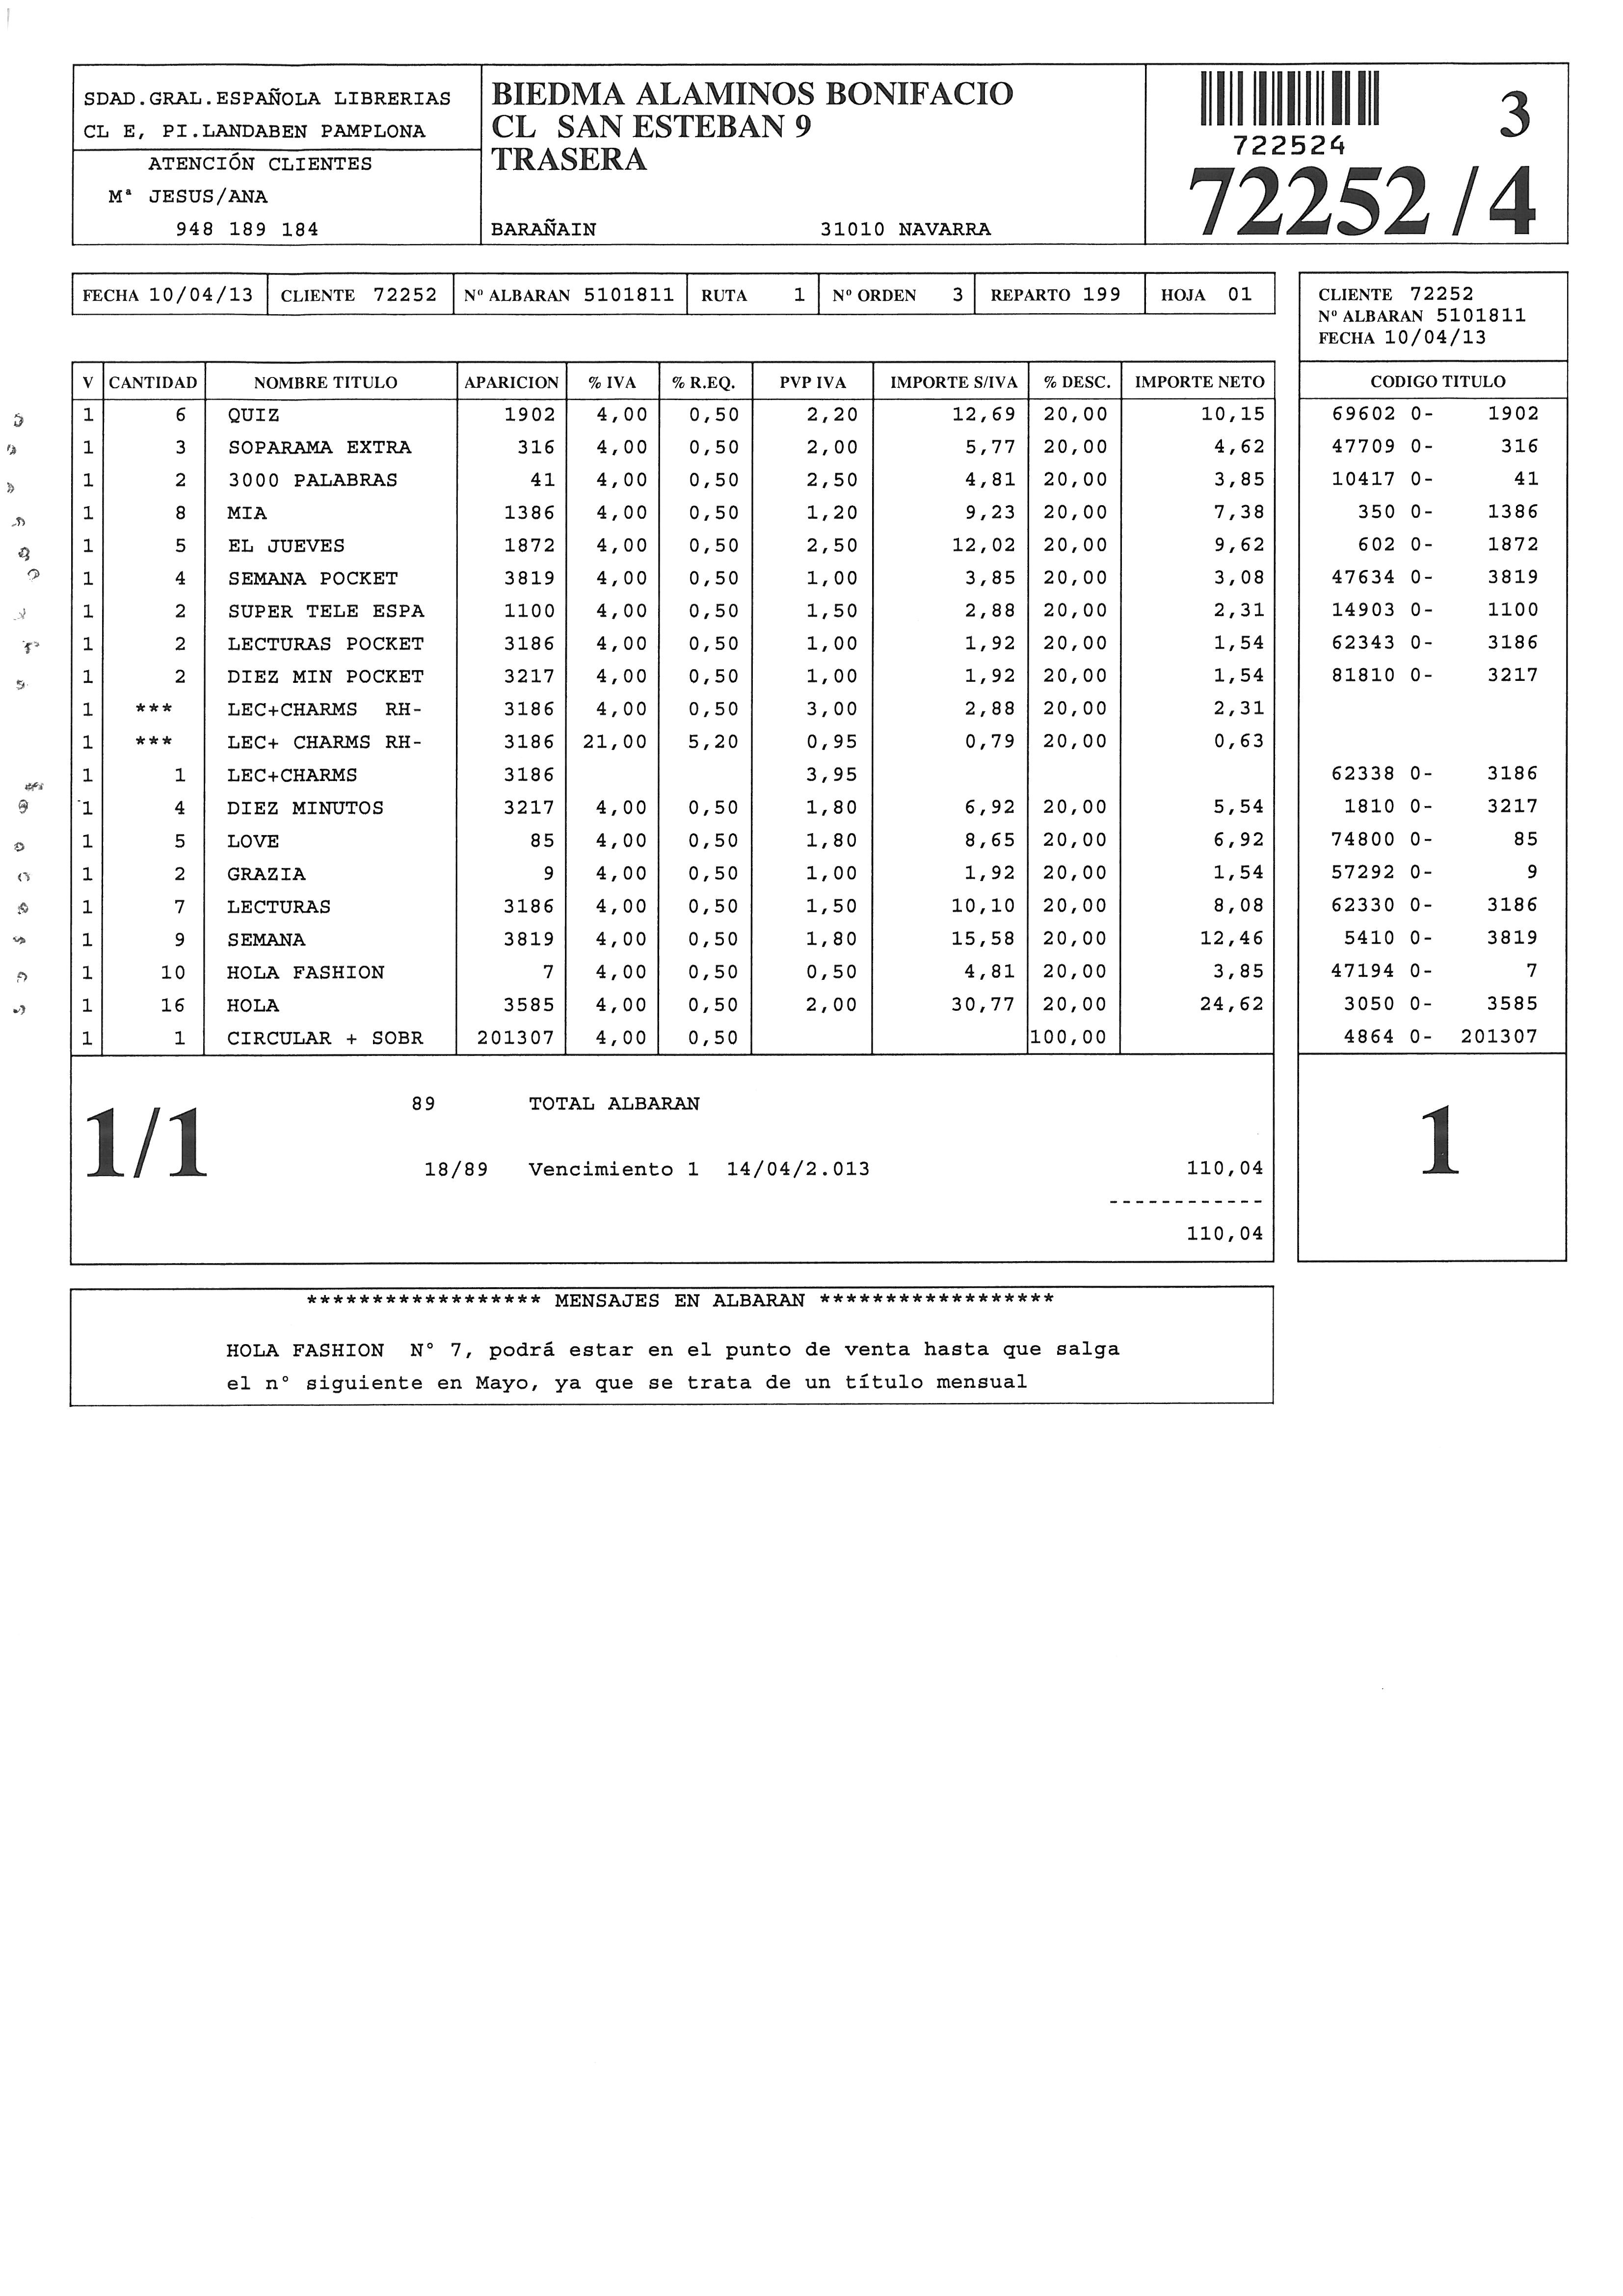 SDAD.GRAL.ESPAÑOLA LIBRERIAS
CL E, PI.LANDABEN PAMPLONA
ATENCIÓN CLIENTES
Mª JESUS/ANA
948 189 184
BIEDMA ALAMINOS BONIFACIO
CL SAN ESTEBAN 9
TRASERA
BARAÑAIN 31010 NAVARRA
722524
3
72252 / 4
FECHA 10/04/13 CLIENTE 72252 Nº ALBARAN 5101811 RUTA 1 Nº ORDEN 3 REPARTO 199 HOJA 01
CLIENTE 72252
Nº ALBARAN 5101811
FECHA 10/04/13
V CANTIDAD NOMBRE TITULO APARICION % IVA % R.EQ. PVP IVA IMPORTE S/IVA % DESC. IMPORTE NETO CODIGO TITULO
1 6 QUIZ 1902 4,00 0,50 2,20 12,69 20,00 10,15 69602 0- 1902
1 3 SOPARAMA EXTRA 316 4,00 0,50 2,00 5,77 20,00 4,62 47709 0- 316
1 2 3000 PALABRAS 41 4,00 0,50 2,50 4,81 20,00 3,85 10417 0- 41
1 8 MIA 1386 4,00 0,50 1,20 9,23 20,00 7,38 350 0- 1386
1 5 EL JUEVES 1872 4,00 0,50 2,50 12,02 20,00 9,62 602 0- 1872
1 4 SEMANA POCKET 3819 4,00 0,50 1,00 3,85 20,00 3,08 47634 0- 3819
1 2 SUPER TELE ESPA 1100 4,00 0,50 1,50 2,88 20,00 2,31 14903 0- 1100
1 2 LECTURAS POCKET 3186 4,00 0,50 1,00 1,92 20,00 1,54 62343 0- 3186
1 2 DIEZ MIN POCKET 3217 4,00 0,50 1,00 1,92 20,00 1,54 81810 0- 3217
1 *** LEC+CHARMS RH- 3186 4,00 0,50 3,00 2,88 20,00 2,31
1 *** LEC+ CHARMS RH- 3186 21,00 5,20 0,95 0,79 20,00 0,63
1 1 LEC+CHARMS 3186 3,95 62338 0- 3186
1 4 DIEZ MINUTOS 3217 4,00 0,50 1,80 6,92 20,00 5,54 1810 0- 3217
1 5 LOVE 85 4,00 0,50 1,80 8,65 20,00 6,92 74800 0- 85
1 2 GRAZIA 9 4,00 0,50 1,00 1,92 20,00 1,54 57292 0- 9
1 7 LECTURAS 3186 4,00 0,50 1,50 10,10 20,00 8,08 62330 0- 3186
1 9 SEMANA 3819 4,00 0,50 1,80 15,58 20,00 12,46 5410 0- 3819
1 10 HOLA FASHION 7 4,00 0,50 0,50 4,81 20,00 3,85 47194 0- 7
1 16 HOLA 3585 4,00 0,50 2,00 30,77 20,00 24,62 3050 0- 3585
1 1 CIRCULAR + SOBR 201307 4,00 0,50 100,00 4864 0- 201307
1/1
89 TOTAL ALBARAN
18/89 Vencimiento 1 14/04/2.013 110,04
------------
110,04
1
****************** MENSAJES EN ALBARAN ******************
HOLA FASHION N° 7, podrá estar en el punto de venta hasta que salga
el n° siguiente en Mayo, ya que se trata de un título mensual